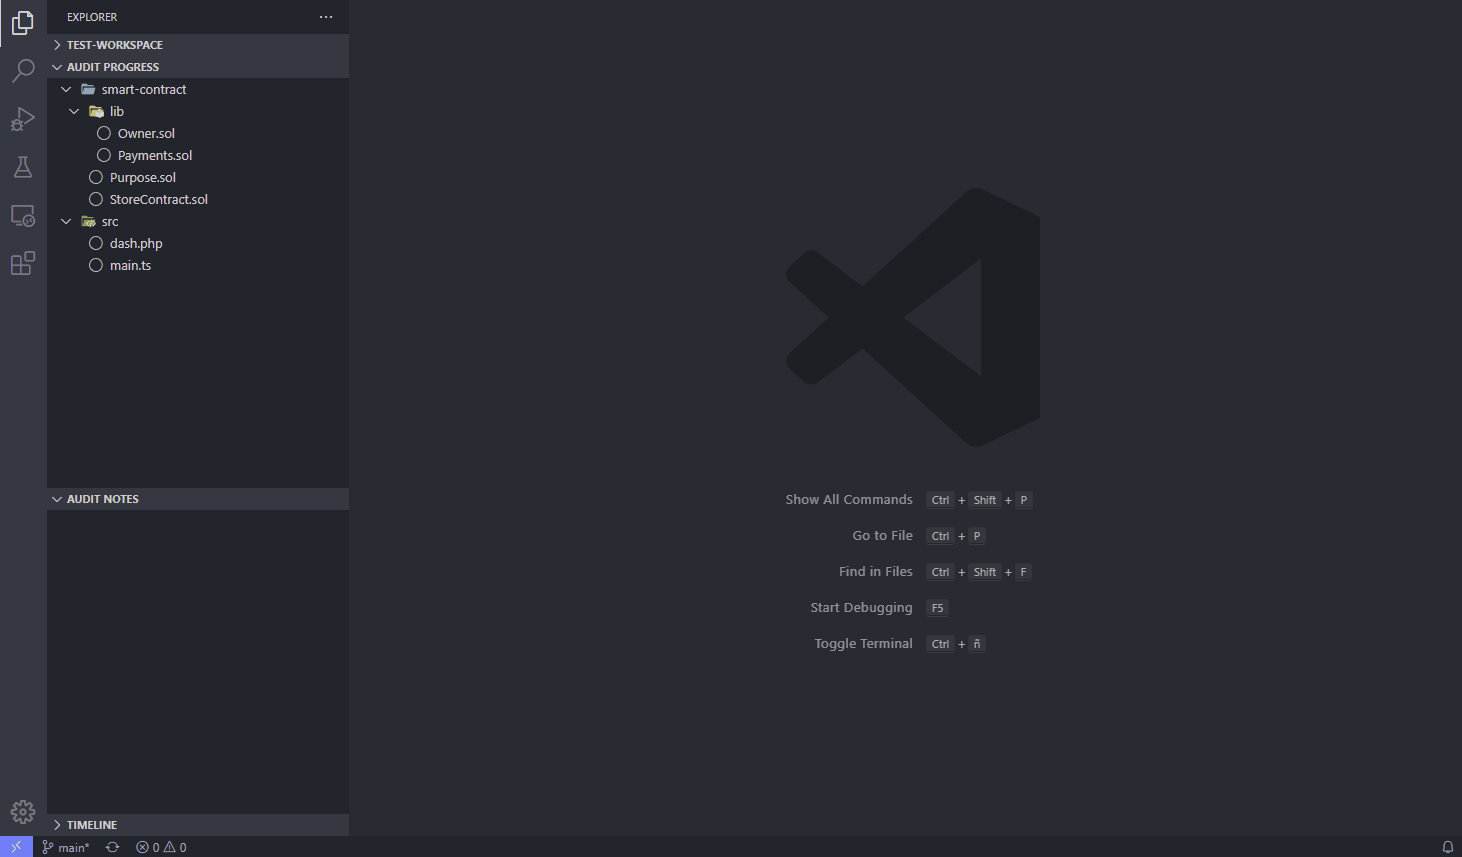 EXPLORER
TEST-WORKSPACE
AUDIT PROGRESS
smart-contract
lib
Owner.sol
Payments.sol
Purpose.sol
StoreContract.sol
src
dash.php
main.ts
AUDIT NOTES
TIMELINE
Show All Commands Ctrl + Shift + P
Go to File Ctrl + P
Find in Files Ctrl + Shift + F
Start Debugging F5
Toggle Terminal Ctrl + ñ
main* 0 0